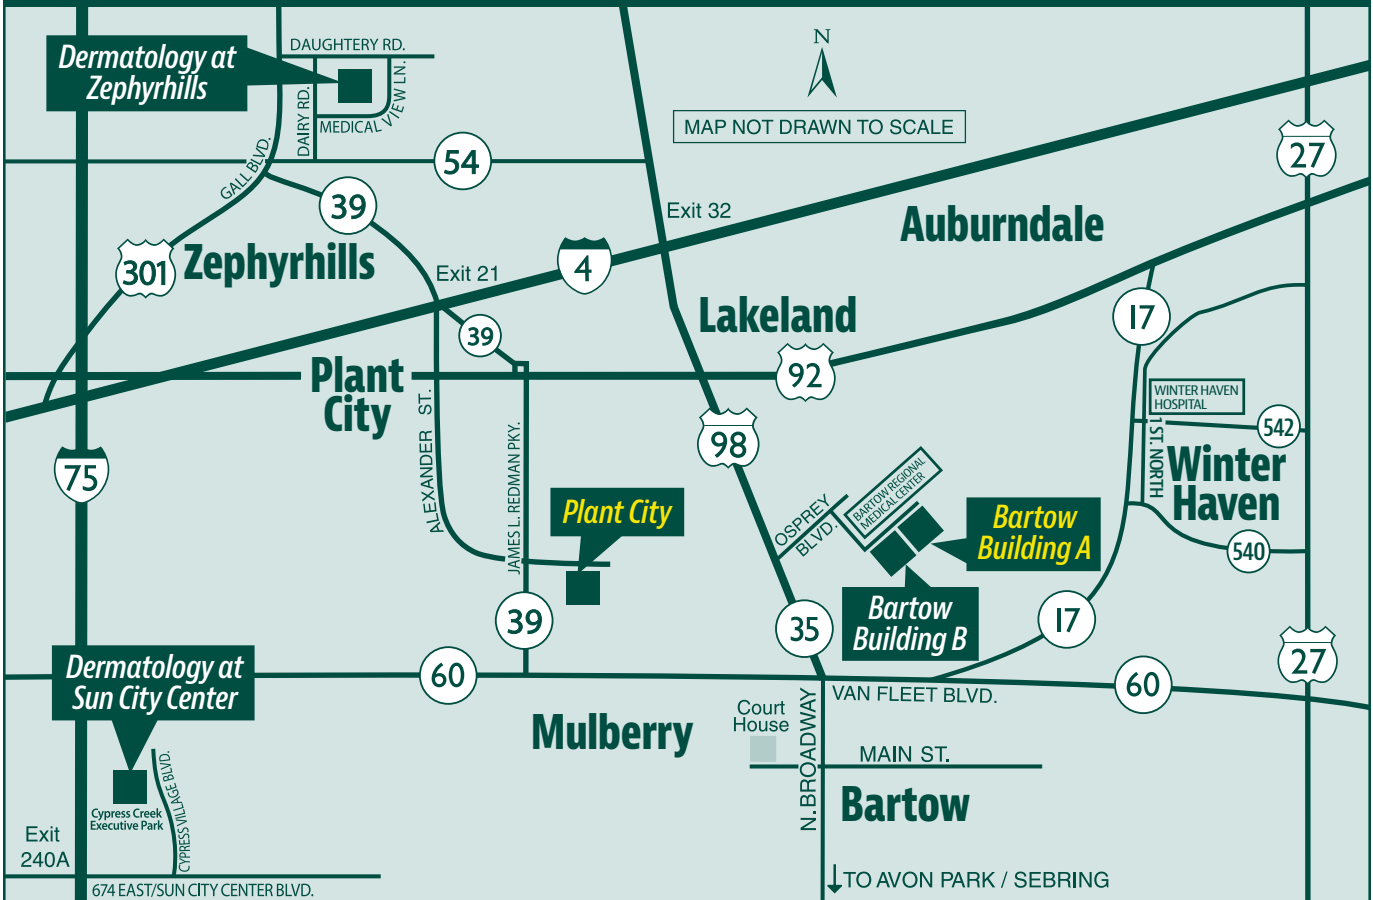 DAUGHTERY RD.
Dermatology at
Zephyrhills
DAIRY RD.
MEDICAL VIEW LN.
N
MAP NOT DRAWN TO SCALE
GALL BLVD.
54
27
39
Exit 32
Auburndale
301
Zephyrhills
Exit 21
4
Lakeland
17
39
Plant
City
92
WINTER HAVEN
HOSPITAL
ALEXANDER ST.
JAMES L. REDMAN PKY.
98
1 ST. NORTH
542
75
Winter
Haven
Plant City
OSPREY
BLVD.
BARTOW REGIONAL
MEDICAL CENTER
Bartow
Building A
540
Bartow
Building B
39
35
17
27
Dermatology at
Sun City Center
60
60
VAN FLEET BLVD.
Mulberry
Court
House
N. BROADWAY
MAIN ST.
Bartow
CYPRESS VILLAGE BLVD.
Cypress Creek
Executive Park
Exit
240A
674 EAST/SUN CITY CENTER BLVD.
TO AVON PARK / SEBRING